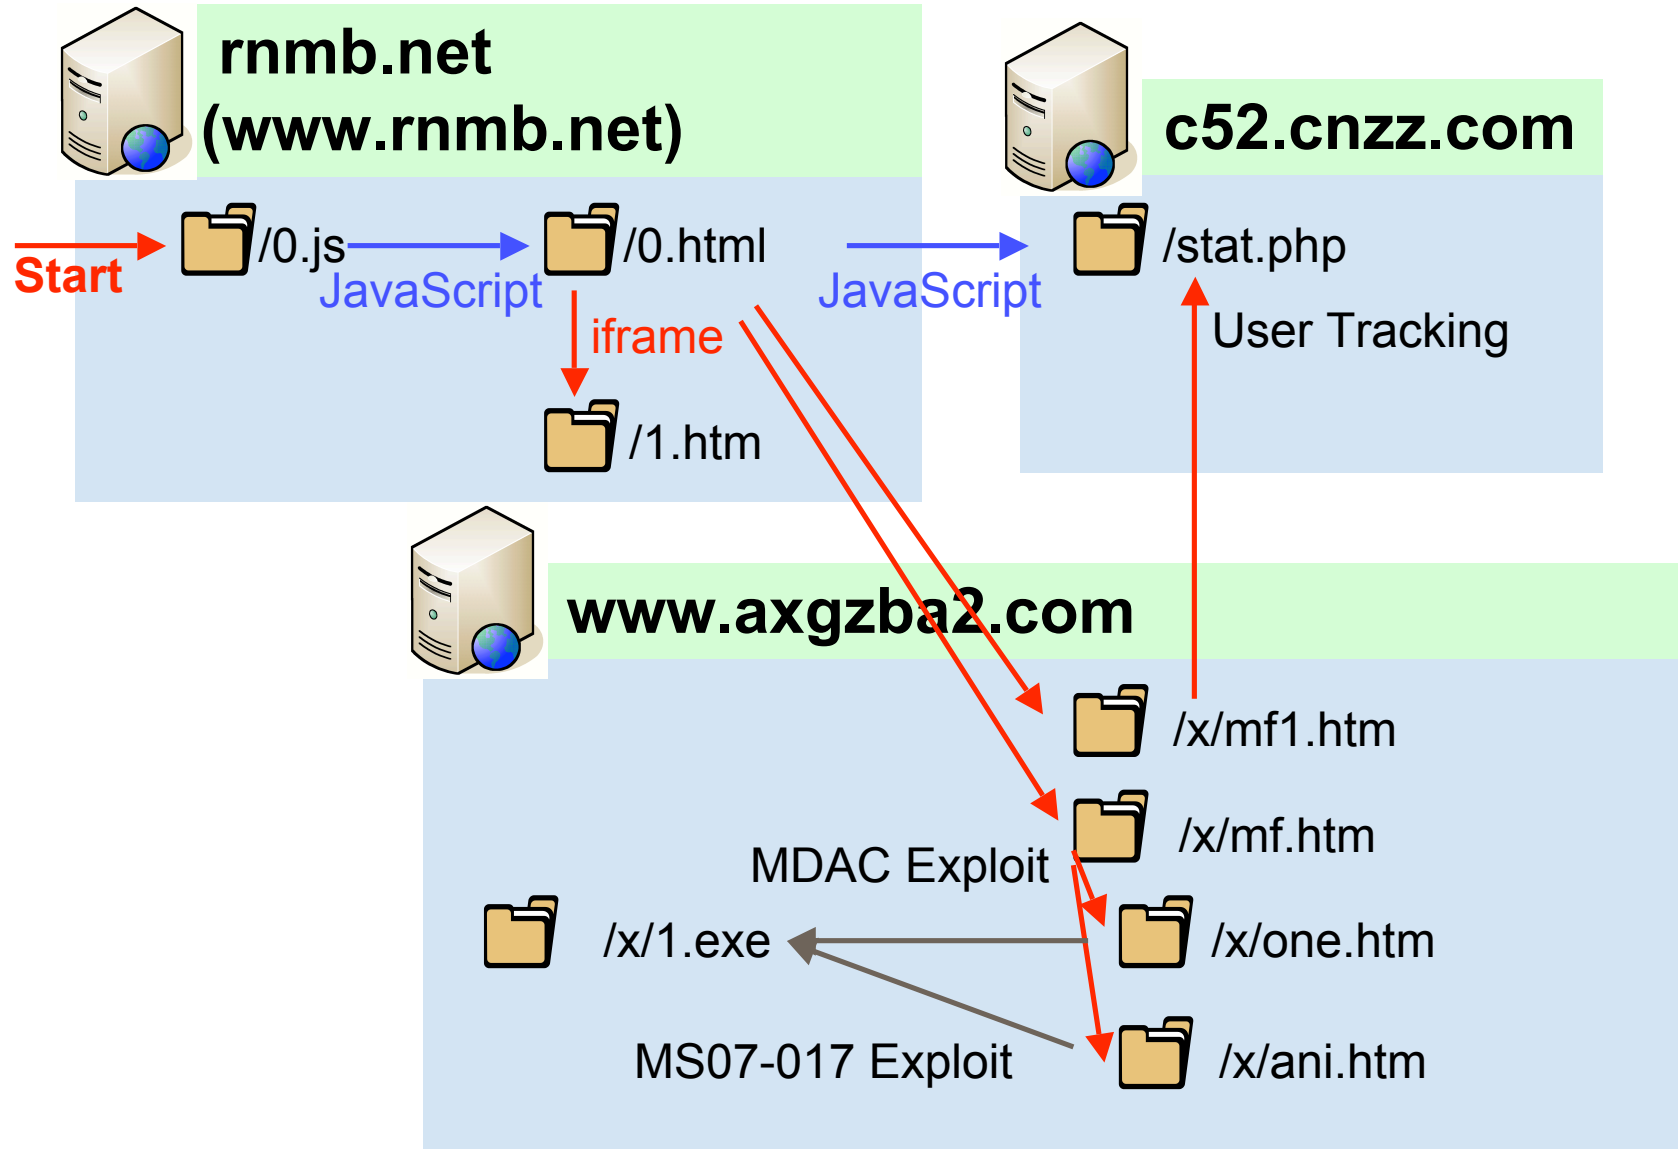 rnmb.net
(www.rnmb.net)
c52.cnzz.com
Start
/0.js
JavaScript
/0.html
JavaScript
/stat.php
iframe
User Tracking
/1.htm
www.axgzba2.com
/x/mf1.htm
/x/mf.htm
MDAC Exploit
/x/1.exe
/x/one.htm
MS07-017 Exploit
/x/ani.htm